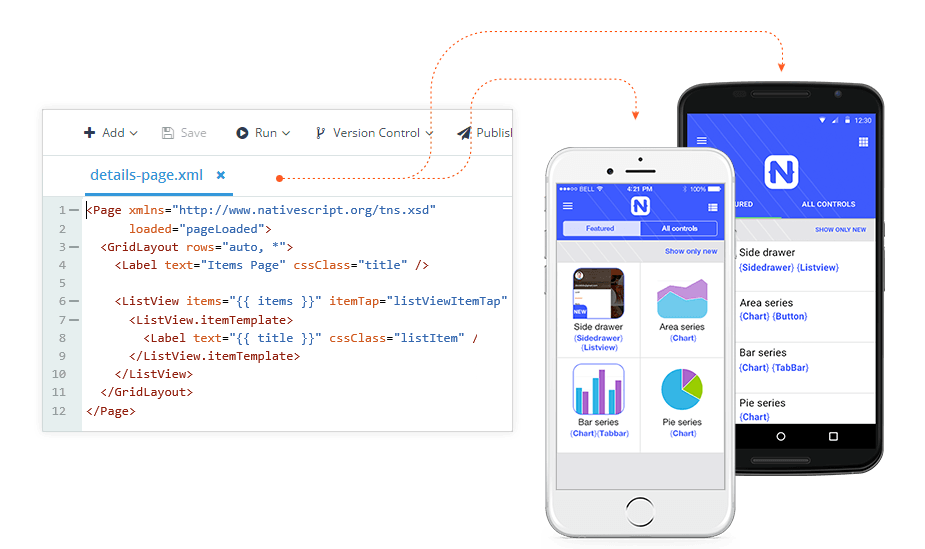 Add
Save
Run
Version Control
Publish
details-page.xml ×
1 <Page xmlns="http://www.nativescript.org/tns.xsd"
2 loaded="pageLoaded">
3 <GridLayout rows="auto, *">
4 <Label text="Items Page" cssClass="title" />
5
6 <ListView items="{{ items }}" itemTap="listViewItemTap"
7 <ListView.itemTemplate>
8 <Label text="{{ title }}" cssClass="listItem" /
9 </ListView.itemTemplate>
10 </ListView>
11 </GridLayout>
12 </Page>
BELL 4:21 PM 100%
N
Featured All controls
Show only new
NEW
Side drawer
{Sidedrawer}
{Listview}
Area series
{Chart}
Bar series
{Chart}{Tabbar}
Pie series
{Chart}
12:30
N
URED ALL CONTROLS
SHOW ONLY NEW
Side drawer
{Sidedrawer} {Listview}
Area series
{Chart} {Button}
Bar series
{Chart} {TabBar}
Pie series
{Chart}